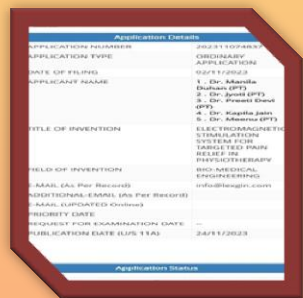 Application Details
APPLICATION NUMBER 202311074837
APPLICATION TYPE ORDINARY
APPLICATION
DATE OF FILING 02/11/2023
APPLICANT NAME 1 . Dr. Manila
Duhan (PT)
2 . Dr. Jyoti (PT)
3 . Dr. Preeti Devi
(PT)
4 . Dr. Kapila Jain
5 . Dr. Meenu (PT)
TITLE OF INVENTION ELECTROMAGNETIC
STIMULATION
SYSTEM FOR
TARGETED PAIN
RELIEF IN
PHYSIOTHERAPY
FIELD OF INVENTION BIO-MEDICAL
ENGINEERING
E-MAIL (As Per Record)
ADDITIONAL-EMAIL (As Per Record)
E-MAIL (UPDATED Online)
PRIORITY DATE
REQUEST FOR EXAMINATION DATE --
PUBLICATION DATE (U/S 11A) 24/11/2023
Application Status